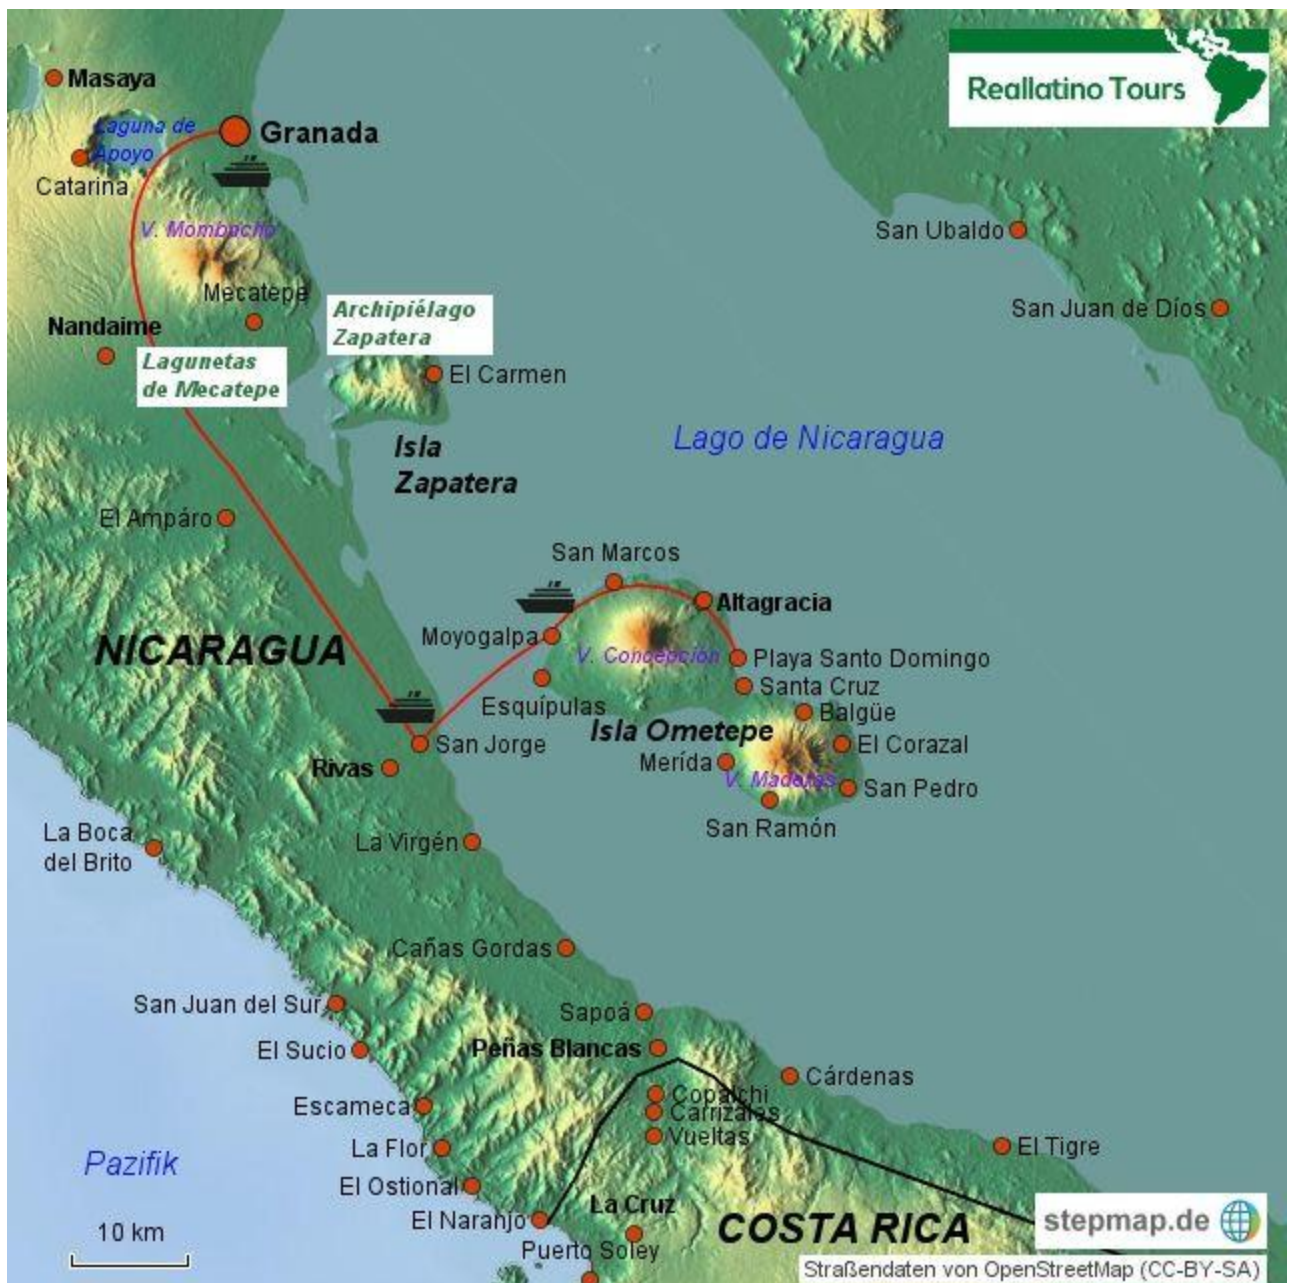 Masaya
Reallatino Tours
Laguna de
Apoyo
Granada
Catarina
V. Mombacho
San Ubaldo
Mecatepe
Archipiélago
Zapatera
San Juan de Díos
Nandaime
Lagunetas
de Mecatepe
El Carmen
Lago de Nicaragua
Isla
Zapatera
El Ampáro
San Marcos
Altagracia
NICARAGUA
Moyogalpa
V. Concepción
Playa Santo Domingo
Santa Cruz
Esquípulas
Balgüe
Isla Ometepe
San Jorge
El Corazal
Rivas
Merída
V. Maderas
San Pedro
San Ramón
La Boca
del Brito
La Virgén
Cañas Gordas
San Juan del Sur
Sapoá
El Sucio
Peñas Blancas
Cárdenas
Copalchi
Escameca
Carrizales
Vueltas
La Flor
El Tigre
Pazifik
El Ostional
La Cruz
El Naranjo
COSTA RICA
stepmap.de
10 km
Puerto Soley
Straßendaten von OpenStreetMap (CC-BY-SA)